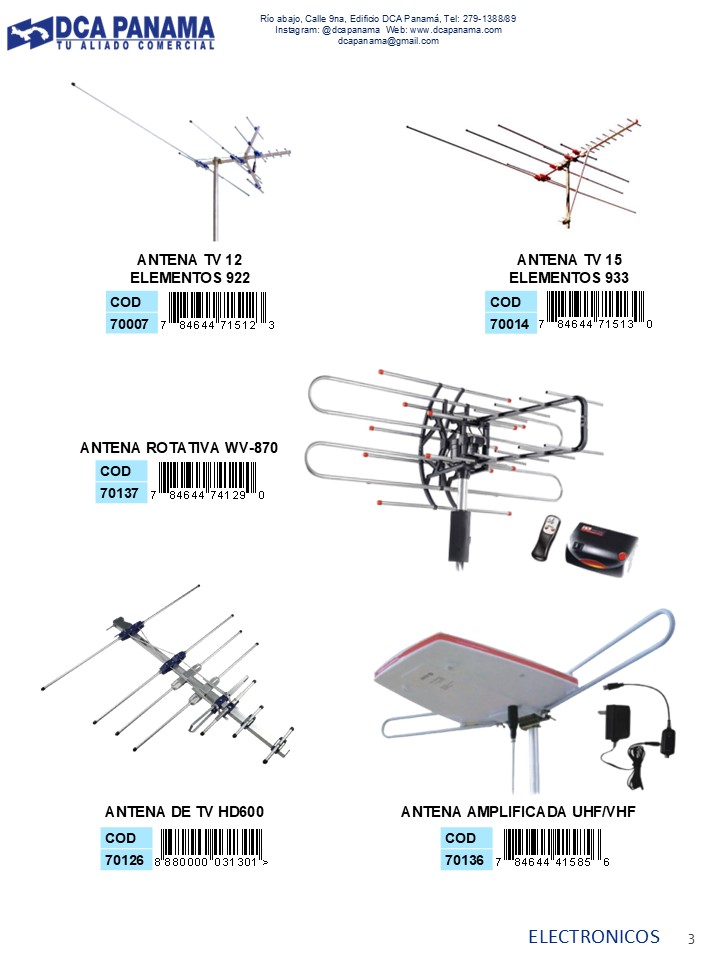 DCA PANAMA
TU ALIADO COMERCIAL
Río abajo, Calle 9na, Edificio DCA Panamá, Tel: 279-1388/89
Instagram: @dcapanama Web: www.dcapanama.com
dcapanama@gmail.com
ANTENA TV 12
ELEMENTOS 922
COD
70007
7 84644 71512 3
ANTENA TV 15
ELEMENTOS 933
COD
70014
7 84644 71513 0
ANTENA ROTATIVA WV-870
COD
70137
7 84644 74129 0
ANTENA DE TV HD600
COD
70126
8 880000 031301 >
ANTENA AMPLIFICADA UHF/VHF
COD
70136
7 84644 41585 6
ELECTRONICOS 3